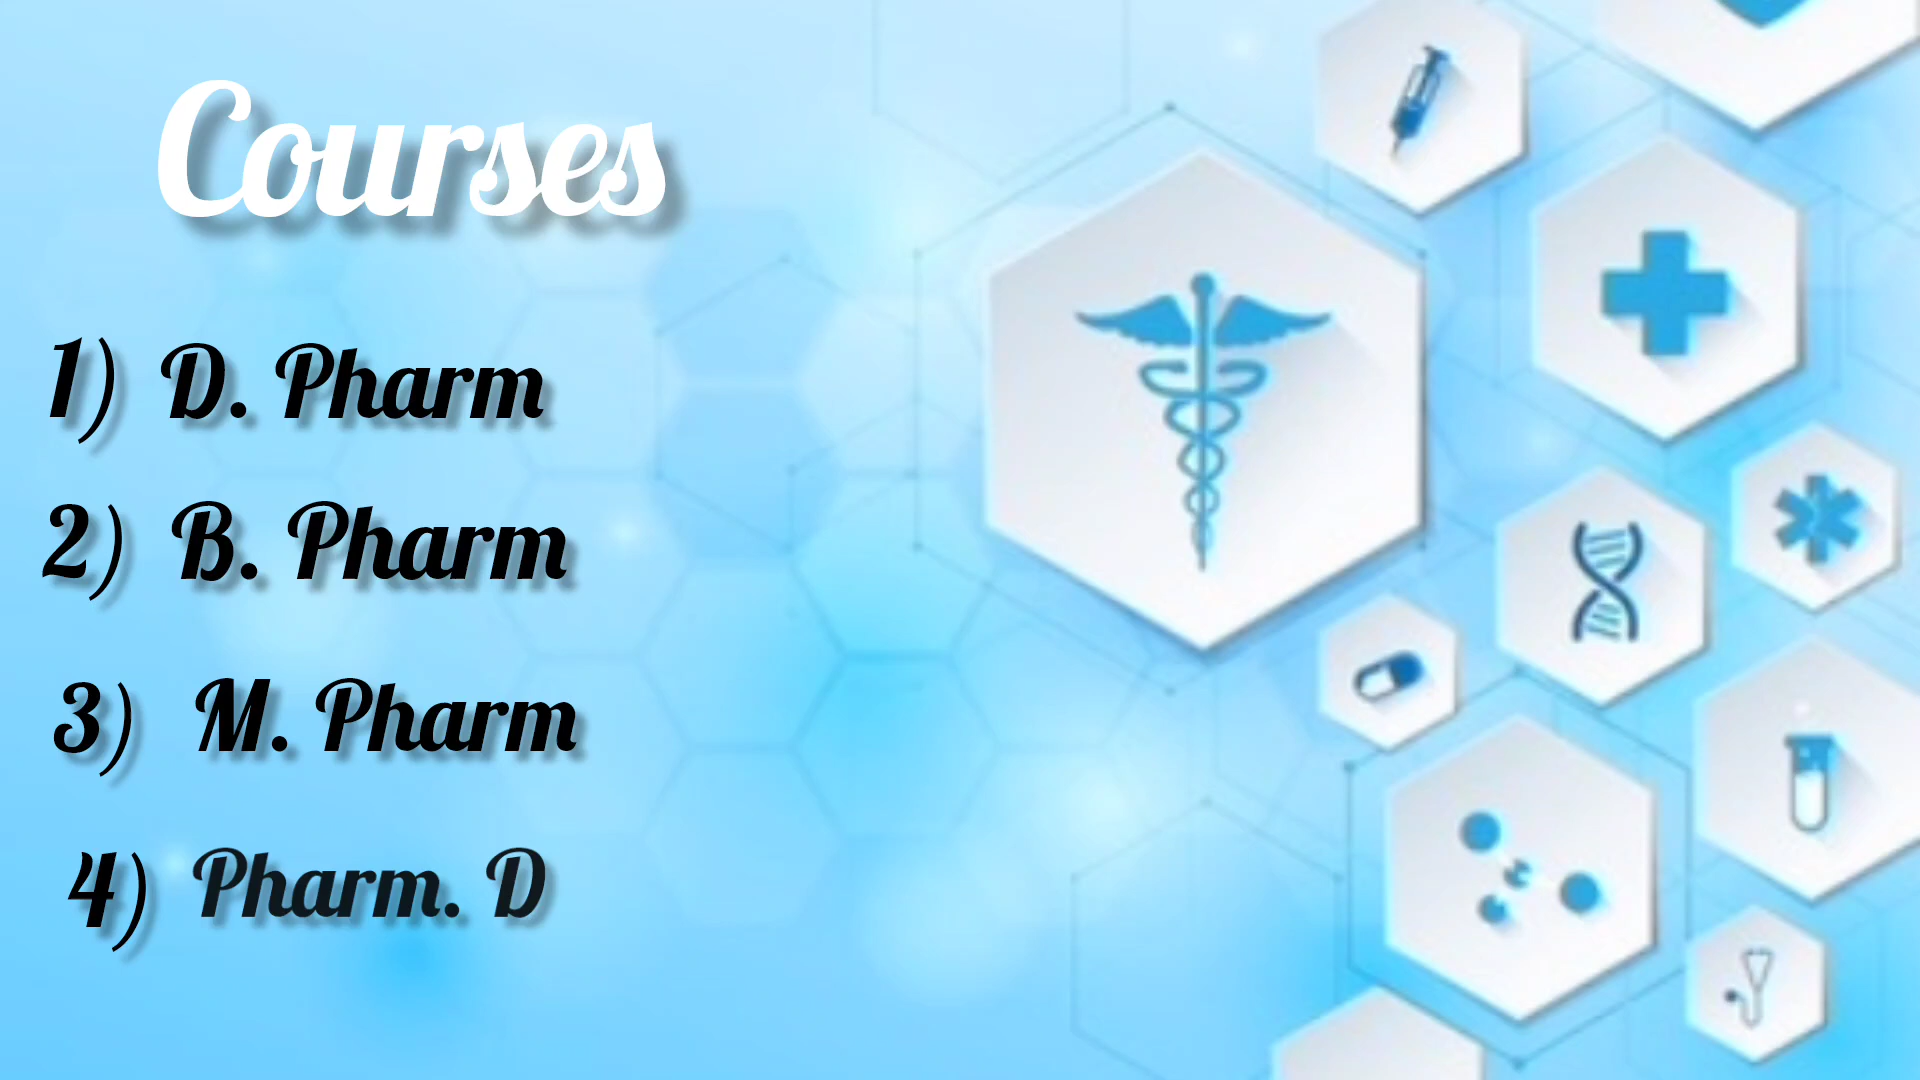 Courses
1) D. Pharm
2) B. Pharm
3) M. Pharm
4) Pharm. D